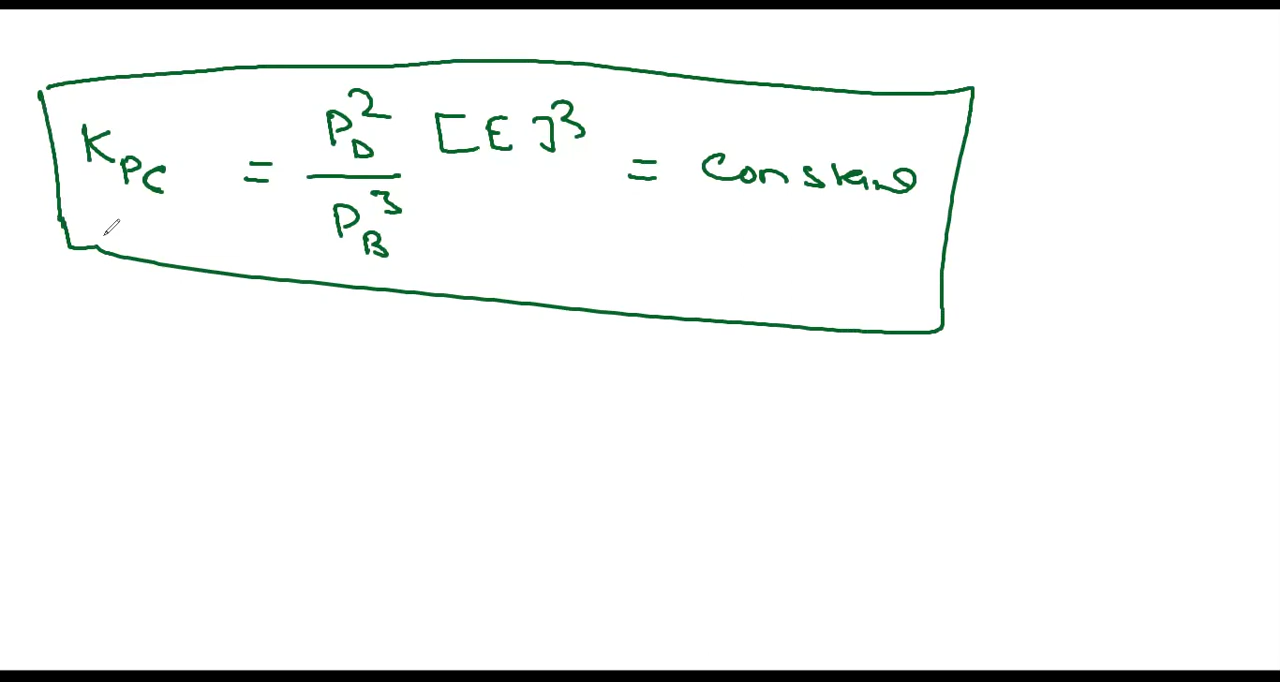 K_PC = P_D^2 / P_B^3 [E]^3 = constant